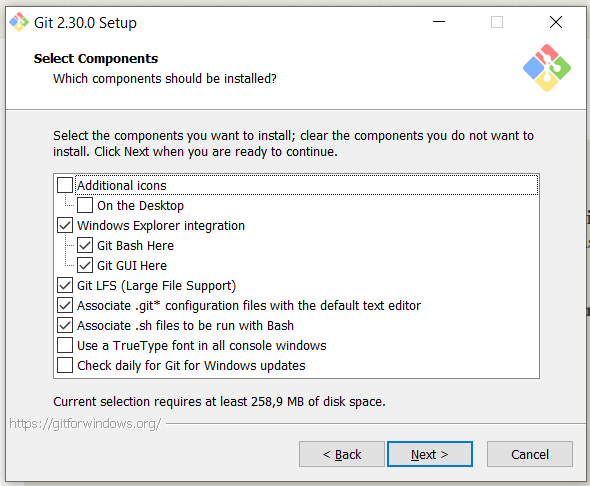 Git 2.30.0 Setup
Select Components
Which components should be installed?
Select the components you want to install; clear the components you do not want to
install. Click Next when you are ready to continue.
Additional icons
On the Desktop
Windows Explorer integration
Git Bash Here
Git GUI Here
Git LFS (Large File Support)
Associate .git* configuration files with the default text editor
Associate .sh files to be run with Bash
Use a TrueType font in all console windows
Check daily for Git for Windows updates
Current selection requires at least 258,9 MB of disk space.
https://gitforwindows.org/
< Back
Next >
Cancel